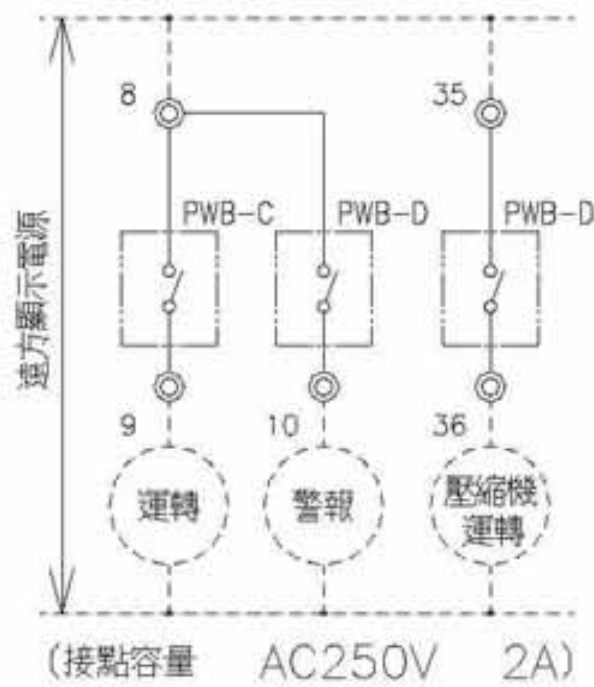 8
35
PWB-C
PWB-D
PWB-D
遠方顯示電源
9
10
36
運轉
警報
壓縮機
運轉
(接點容量 AC250V 2A)